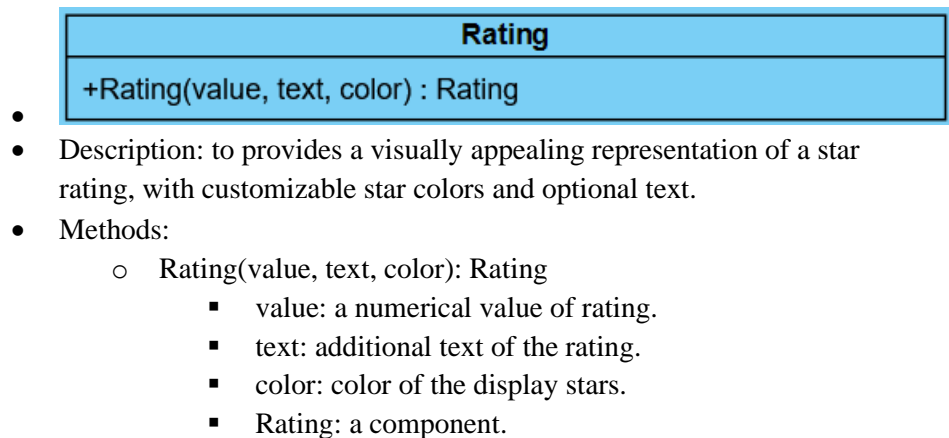 Rating
+Rating(value, text, color) : Rating
•
• Description: to provides a visually appealing representation of a star
rating, with customizable star colors and optional text.
• Methods:
o Rating(value, text, color): Rating
▪ value: a numerical value of rating.
▪ text: additional text of the rating.
▪ color: color of the display stars.
▪ Rating: a component.